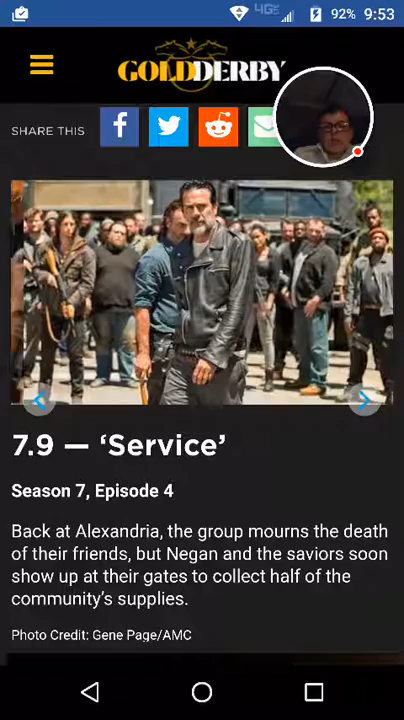 4G
92% 9:53
GOLDDERBY
SHARE THIS
7.9 — ‘Service’
Season 7, Episode 4
Back at Alexandria, the group mourns the death
of their friends, but Negan and the saviors soon
show up at their gates to collect half of the
community’s supplies.
Photo Credit: Gene Page/AMC